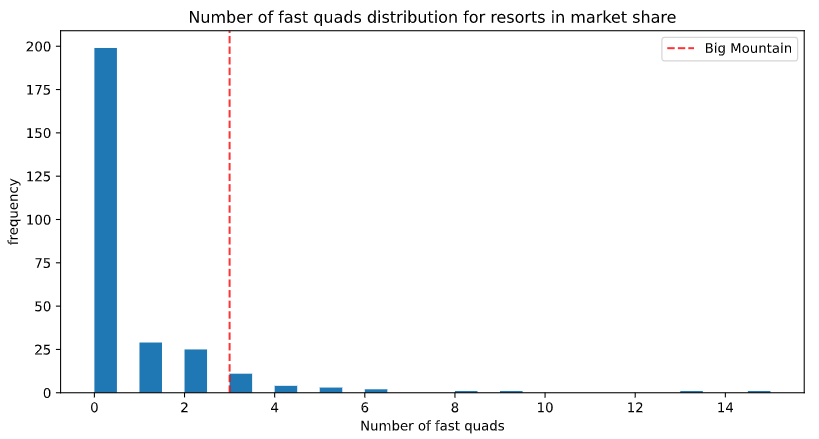 Number of fast quads distribution for resorts in market share
Big Mountain
frequency
200
175
150
125
100
75
50
25
0
0 2 4 6 8 10 12 14
Number of fast quads